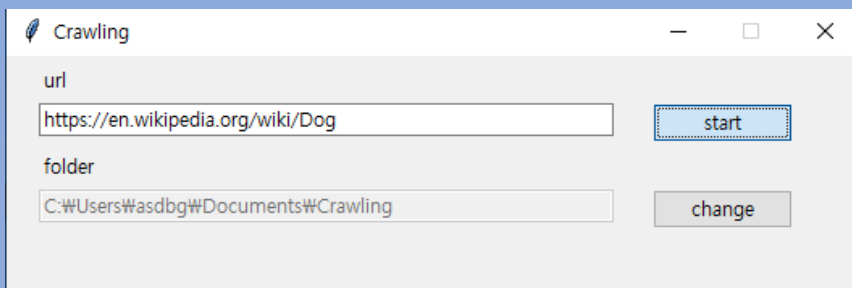 Crawling
url
https://en.wikipedia.org/wiki/Dog
start
folder
C:₩Users₩asdbg₩Documents₩Crawling
change